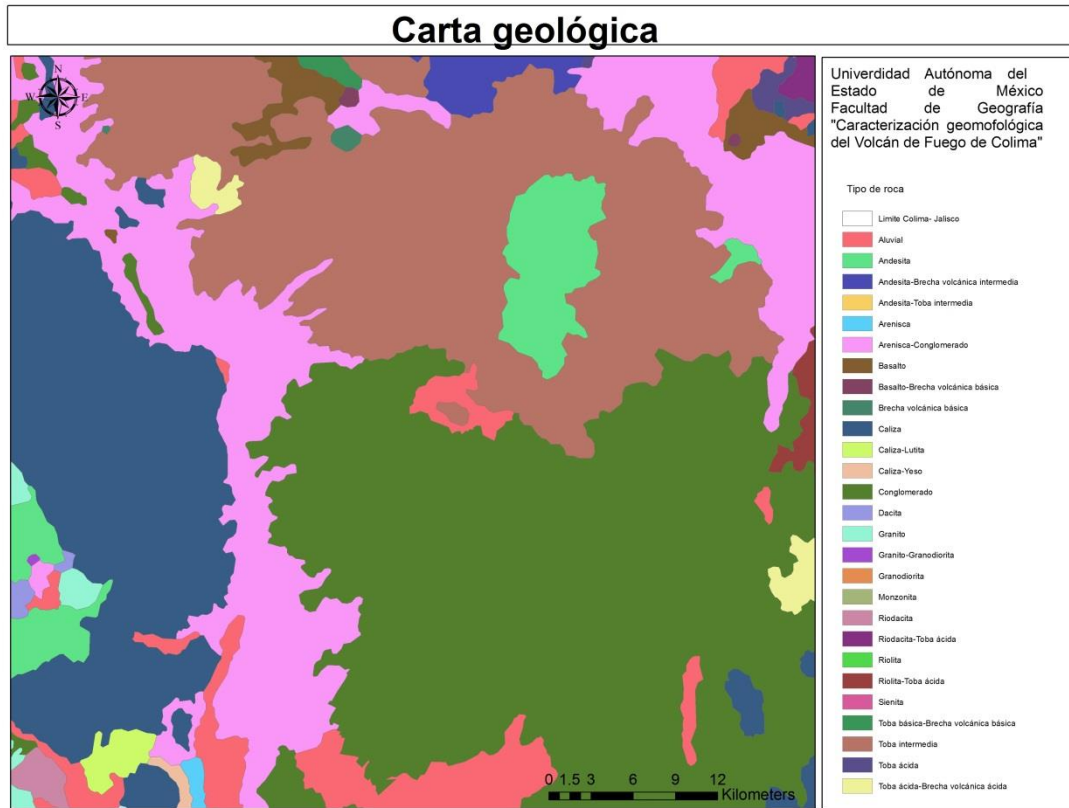 Carta geológica
N
W E
S
Univerdidad Autónoma del
Estado de México
Facultad de Geografía
"Caracterización geomofológica
del Volcán de Fuego de Colima"
Tipo de roca
Limite Colima- Jalisco
Aluvial
Andesita
Andesita-Brecha volcánica intermedia
Andesita-Toba intermedia
Arenisca
Arenisca-Conglomerado
Basalto
Basalto-Brecha volcánica básica
Brecha volcánica básica
Caliza
Caliza-Lutita
Caliza-Yeso
Conglomerado
Dacita
Granito
Granito-Granodiorita
Granodiorita
Monzonita
Riodacita
Riodacita-Toba ácida
Riolita
Riolita-Toba ácida
Sienita
Toba básica-Brecha volcánica básica
Toba intermedia
Toba ácida
Toba ácida-Brecha volcánica ácida
0 1.5 3 6 9 12
Kilometers